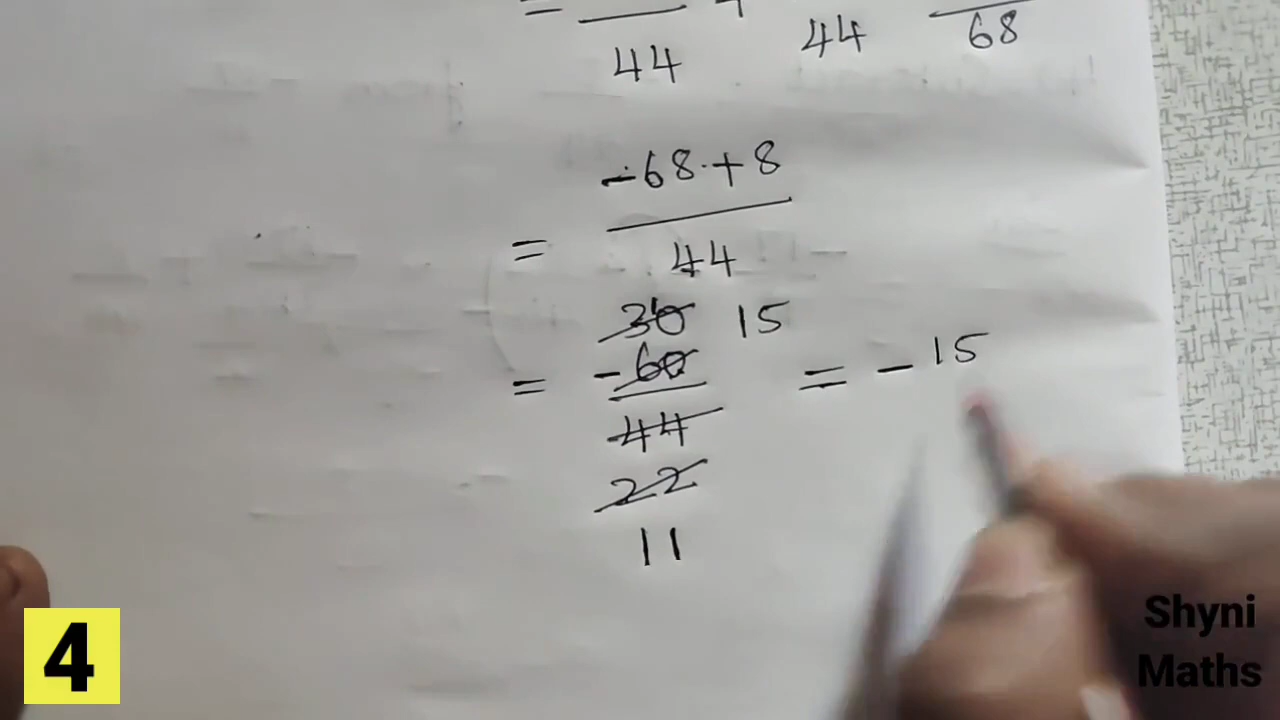 =
44 44 68
-68+8
=
44
30 15
= -60 = -15
44
22
11
4
Shyni
Maths